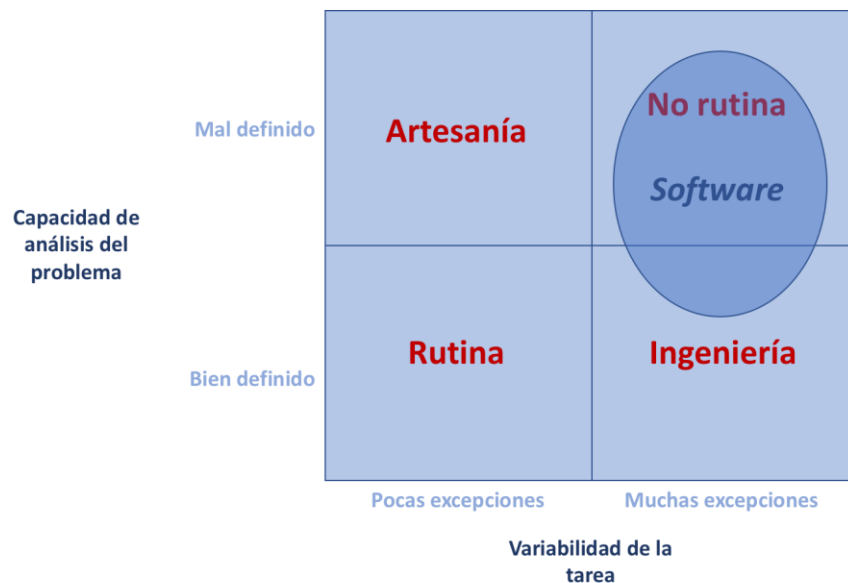 Mal definido
Artesanía
No rutina
Software
Capacidad de
análisis del
problema
Bien definido
Rutina
Ingeniería
Pocas excepciones
Muchas excepciones
Variabilidad de la
tarea